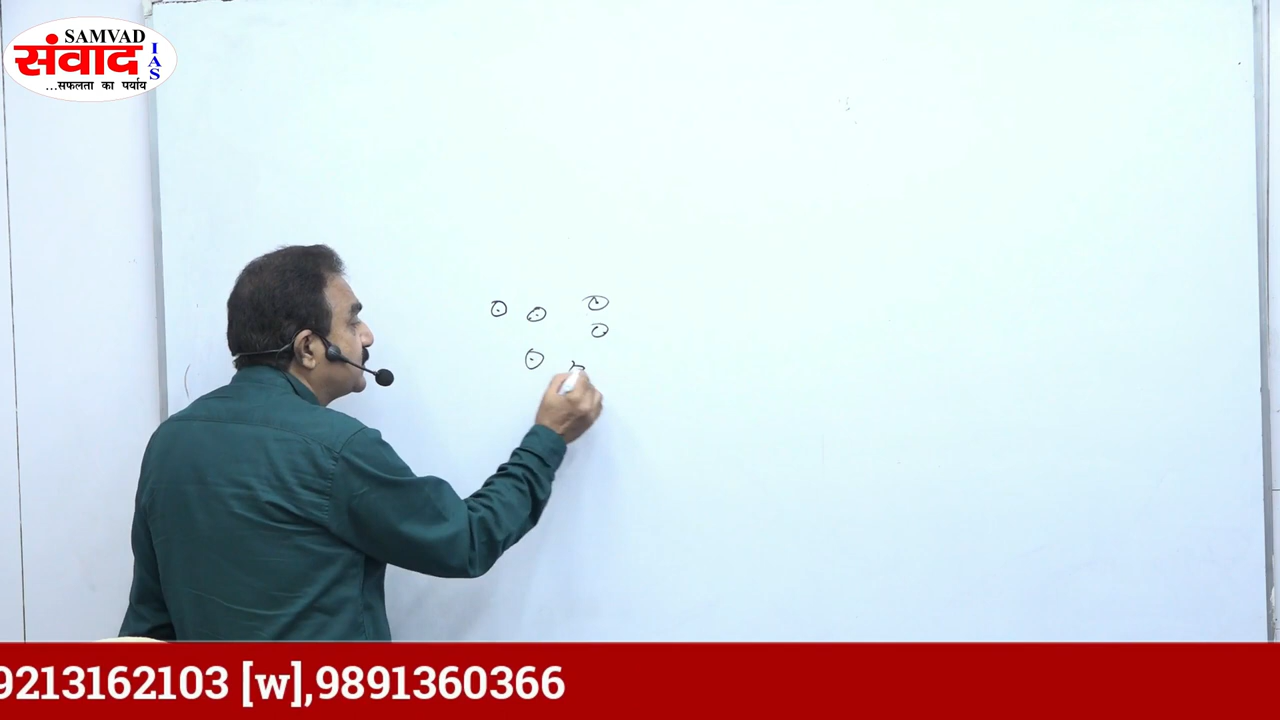 SAMVAD
संवाद
IAS
...सफलता का पर्याय
9213162103 [w],9891360366